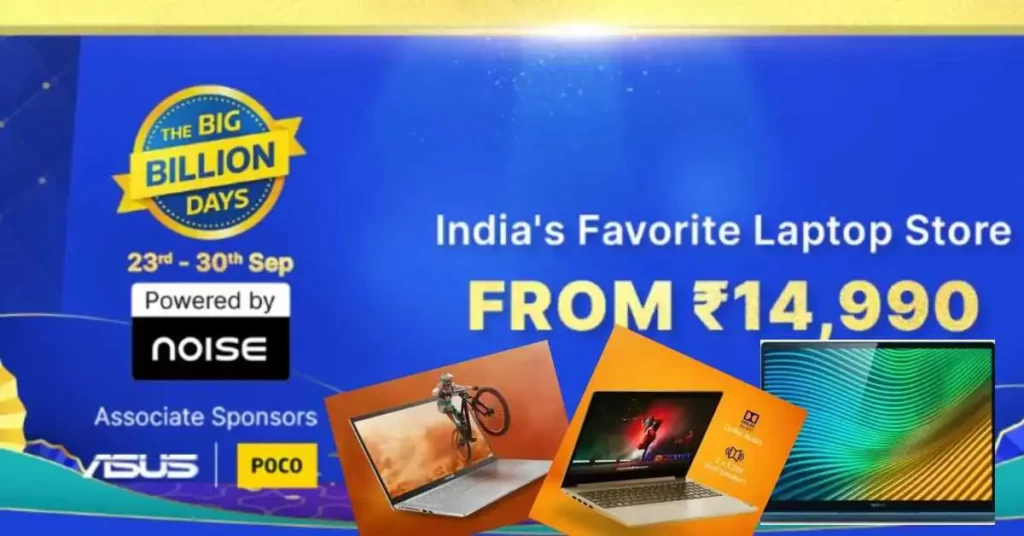 THE BIG
BILLION
DAYS
23rd - 30th Sep
Powered by
noise
Associate Sponsors
ASUS
POCO
India's Favorite Laptop Store
FROM ₹14,990